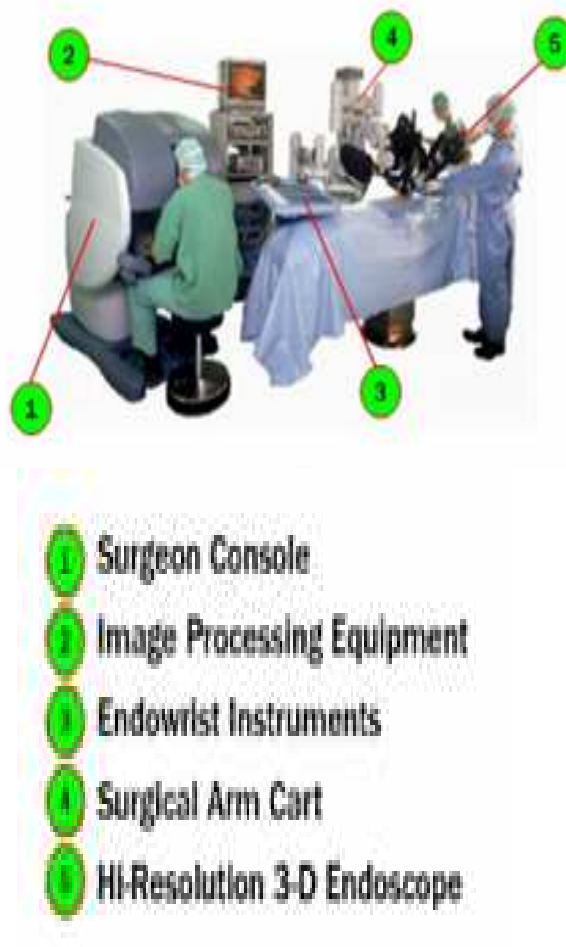 2
4
5
1
3
1 Surgeon Console
2 Image Processing Equipment
3 Endowrist Instruments
4 Surgical Arm Cart
5 Hi-Resolution 3-D Endoscope